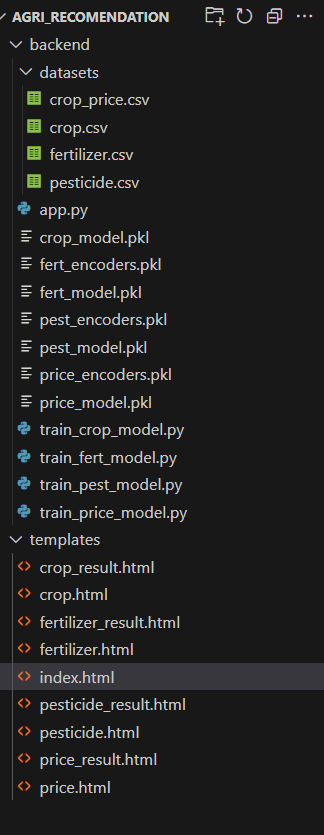 AGRI_RECOMENDATION
backend
datasets
crop_price.csv
crop.csv
fertilizer.csv
pesticide.csv
app.py
crop_model.pkl
fert_encoders.pkl
fert_model.pkl
pest_encoders.pkl
pest_model.pkl
price_encoders.pkl
price_model.pkl
train_crop_model.py
train_fert_model.py
train_pest_model.py
train_price_model.py
templates
crop_result.html
crop.html
fertilizer_result.html
fertilizer.html
index.html
pesticide_result.html
pesticide.html
price_result.html
price.html